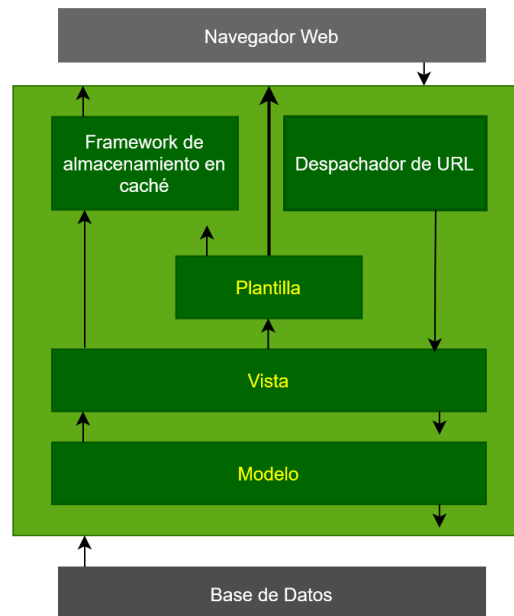 Navegador Web
Framework de
almacenamiento en
caché
Despachador de URL
Plantilla
Vista
Modelo
Base de Datos